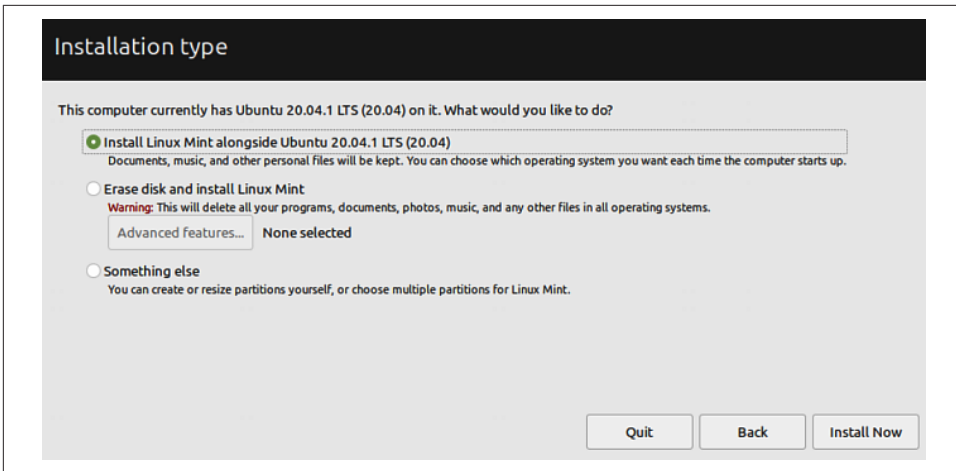 Installation type
This computer currently has Ubuntu 20.04.1 LTS (20.04) on it. What would you like to do?
Install Linux Mint alongside Ubuntu 20.04.1 LTS (20.04)
Documents, music, and other personal files will be kept. You can choose which operating system you want each time the computer starts up.
Erase disk and install Linux Mint
Warning: This will delete all your programs, documents, photos, music, and any other files in all operating systems.
Advanced features... None selected
Something else
You can create or resize partitions yourself, or choose multiple partitions for Linux Mint.
Quit Back Install Now